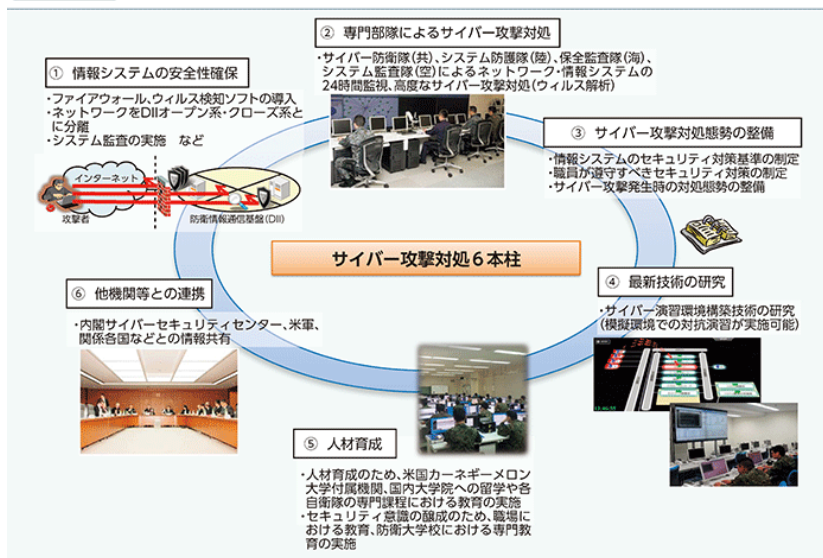 ② 専門部隊によるサイバー攻撃対処
・サイバー防衛隊(共)、システム防護隊(陸)、保全監査隊(海)、
システム監査隊(空)によるネットワーク・情報システムの
24時間監視、高度なサイバー攻撃対処(ウィルス解析)
① 情報システムの安全性確保
・ファイアウォール、ウィルス検知ソフトの導入
・ネットワークをDIIオープン系・クローズ系と
に分離
・システム監査の実施 など
インターネット
攻撃者
防衛情報通信基盤(DII)
③ サイバー攻撃対処態勢の整備
・情報システムのセキュリティ対策基準の制定
・職員が遵守すべきセキュリティ対策の制定
・サイバー攻撃発生時の対処態勢の整備
サイバー攻撃対処6本柱
④ 最新技術の研究
・サイバー演習環境構築技術の研究
(模擬環境での対抗演習が実施可能)
⑥ 他機関等との連携
・内閣サイバーセキュリティセンター、米軍、
関係各国などとの情報共有
⑤ 人材育成
・人材育成のため、米国カーネギーメロン
大学付属機関、国内大学院への留学や各
自衛隊の専門課程における教育の実施
・セキュリティ意識の醸成のため、職場に
おける教育、防衛大学校における専門教
育の実施